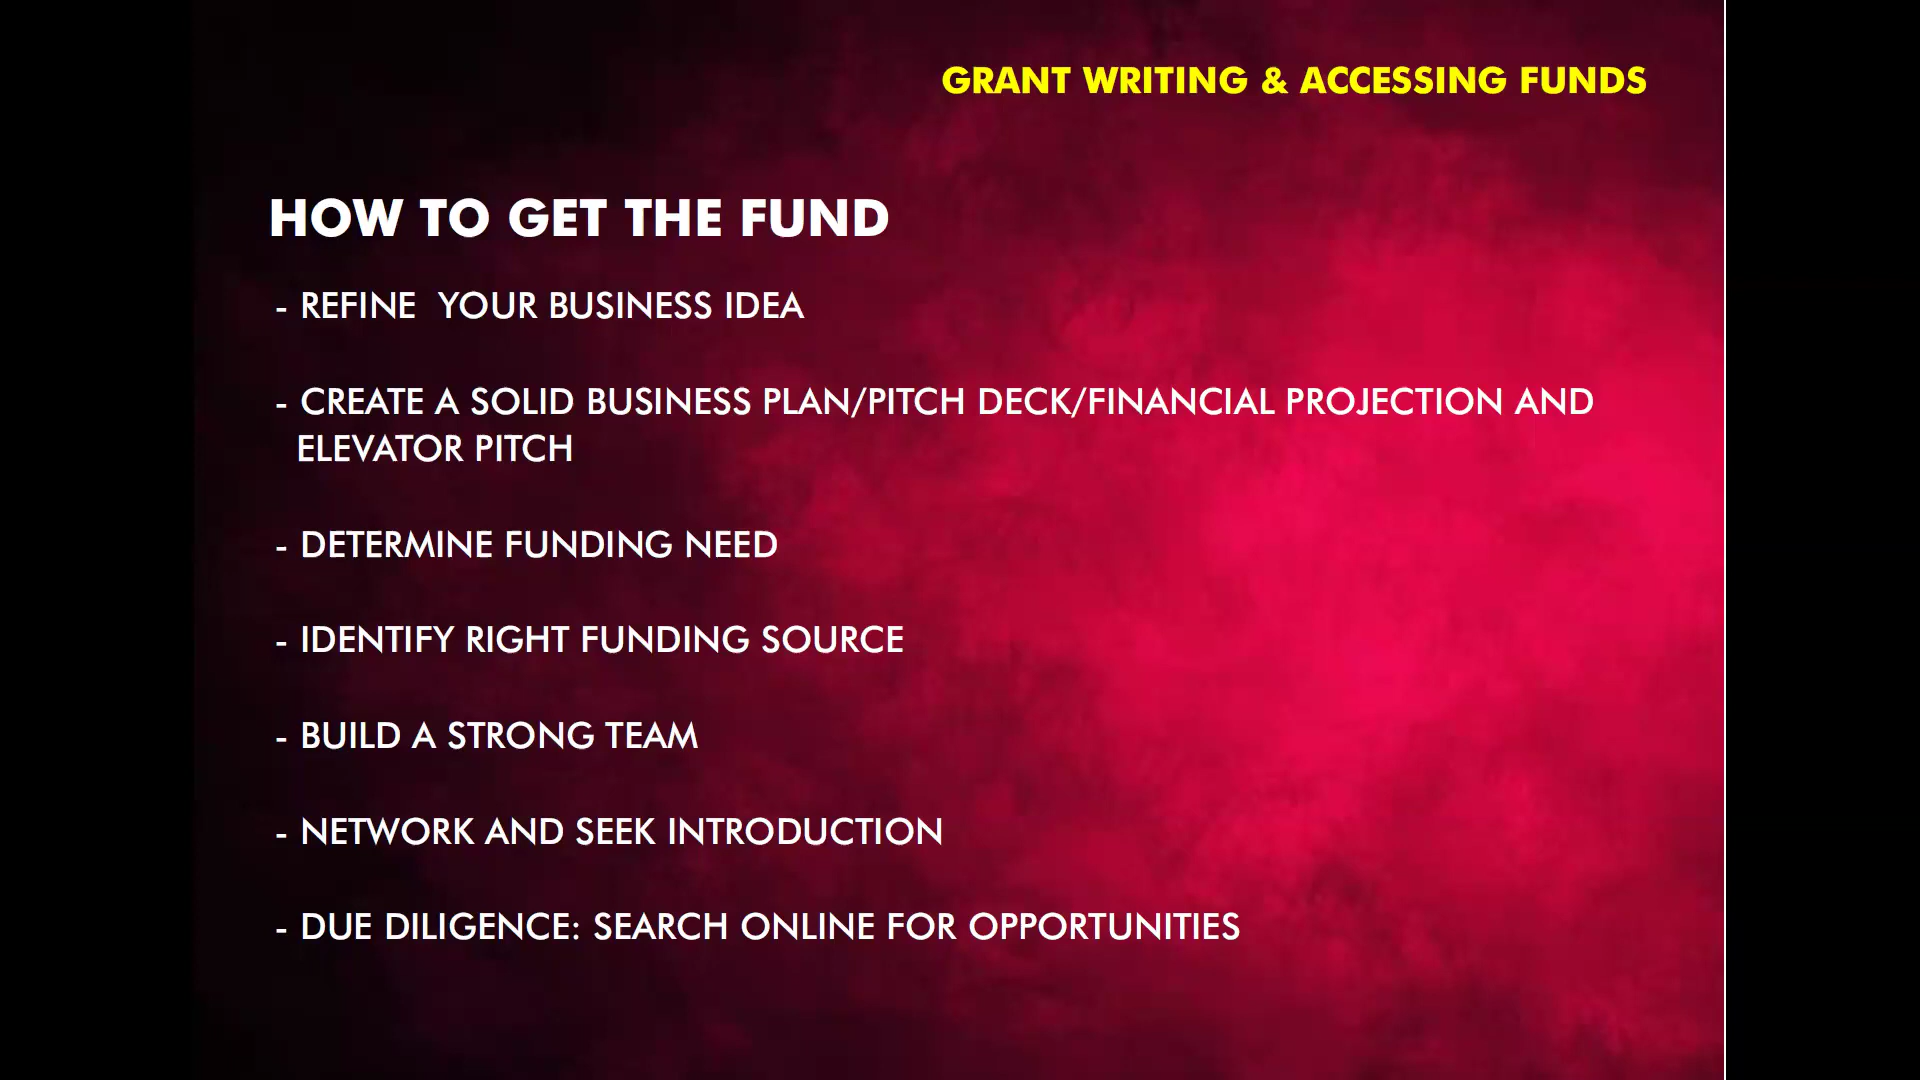 GRANT WRITING & ACCESSING FUNDS
HOW TO GET THE FUND
- REFINE  YOUR BUSINESS IDEA
- CREATE A SOLID BUSINESS PLAN/PITCH DECK/FINANCIAL PROJECTION AND
ELEVATOR PITCH
- DETERMINE FUNDING NEED
- IDENTIFY RIGHT FUNDING SOURCE
- BUILD A STRONG TEAM
- NETWORK AND SEEK INTRODUCTION
- DUE DILIGENCE: SEARCH ONLINE FOR OPPORTUNITIES